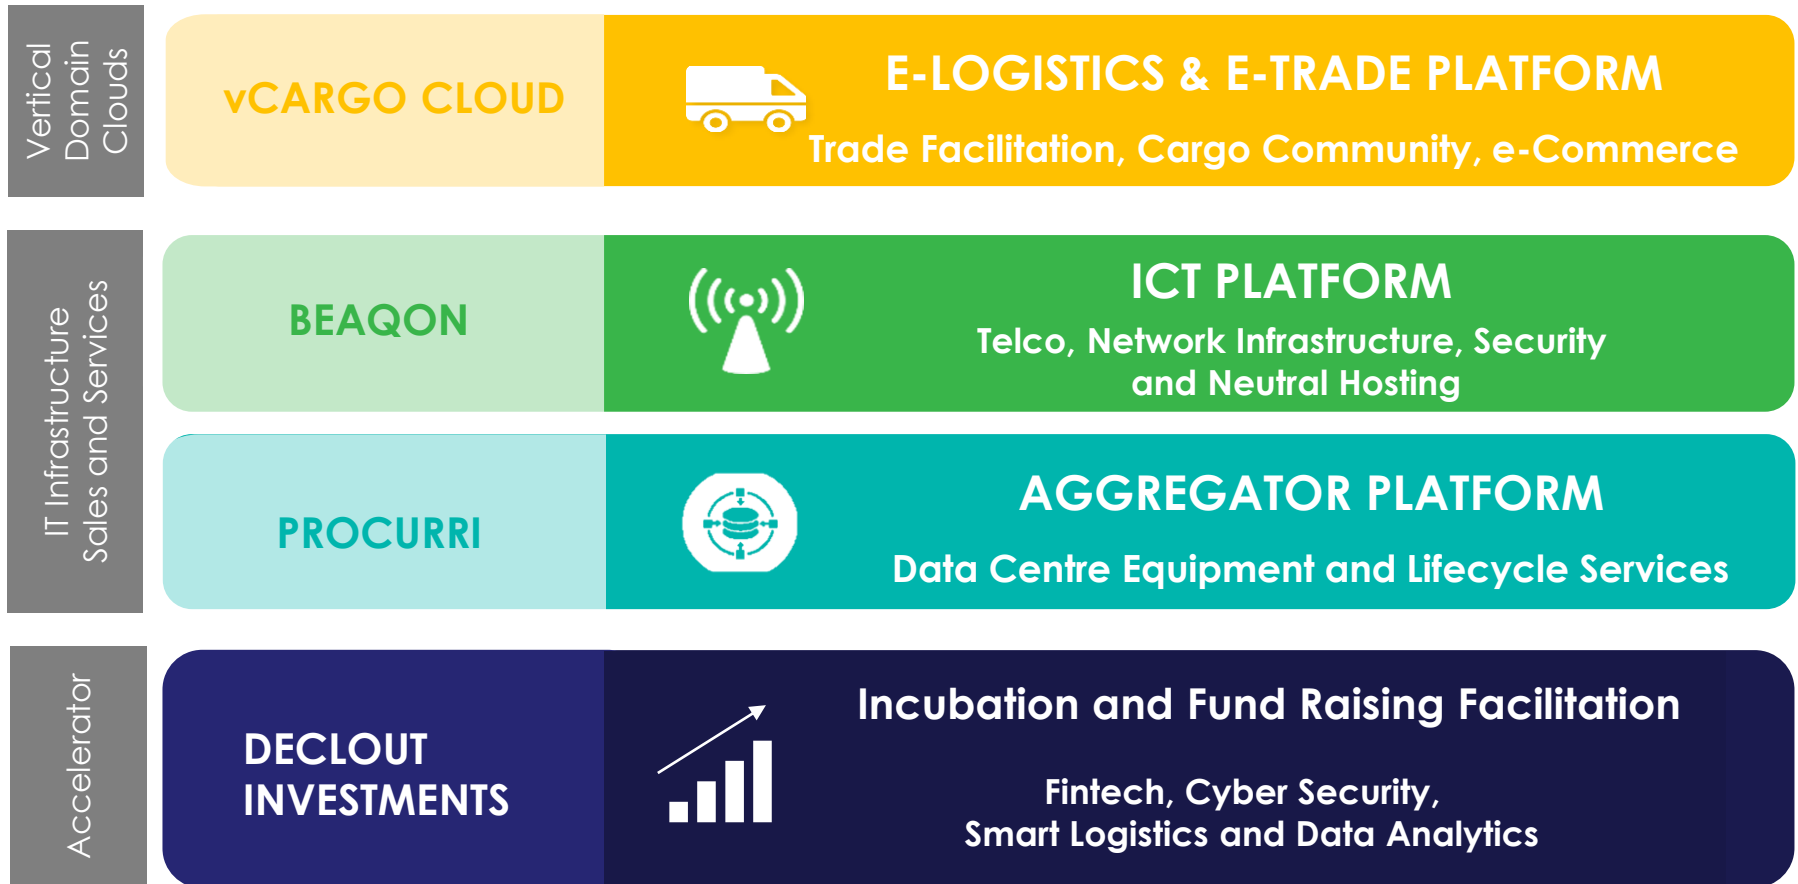 Vertical
Domain
Clouds
vCARGO CLOUD
E-LOGISTICS & E-TRADE PLATFORM
Trade Facilitation, Cargo Community, e-Commerce
IT Infrastructure
Sales and Services
BEAQON
ICT PLATFORM
Telco, Network Infrastructure, Security
and Neutral Hosting
PROCURRI
AGGREGATOR PLATFORM
Data Centre Equipment and Lifecycle Services
Accelerator
DECLOUT
INVESTMENTS
Incubation and Fund Raising Facilitation
Fintech, Cyber Security,
Smart Logistics and Data Analytics